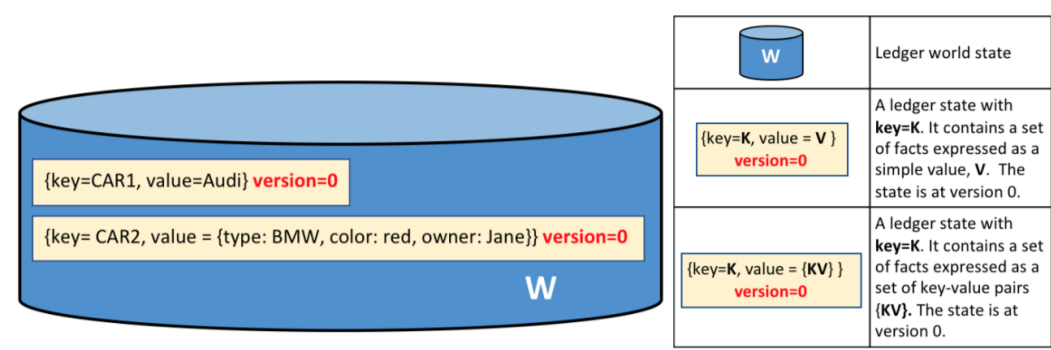 {key=CAR1, value=Audi} version=0
{key= CAR2, value = {type: BMW, color: red, owner: Jane}} version=0
W
W
Ledger world state
{key=K, value = V }
version=0
A ledger state with
key=K. It contains a set
of facts expressed as a
simple value, V.  The
state is at version 0.
{key=K, value = {KV} }
version=0
A ledger state with
key=K. It contains a set
of facts expressed as a
set of key-value pairs
{KV}. The state is at
version 0.